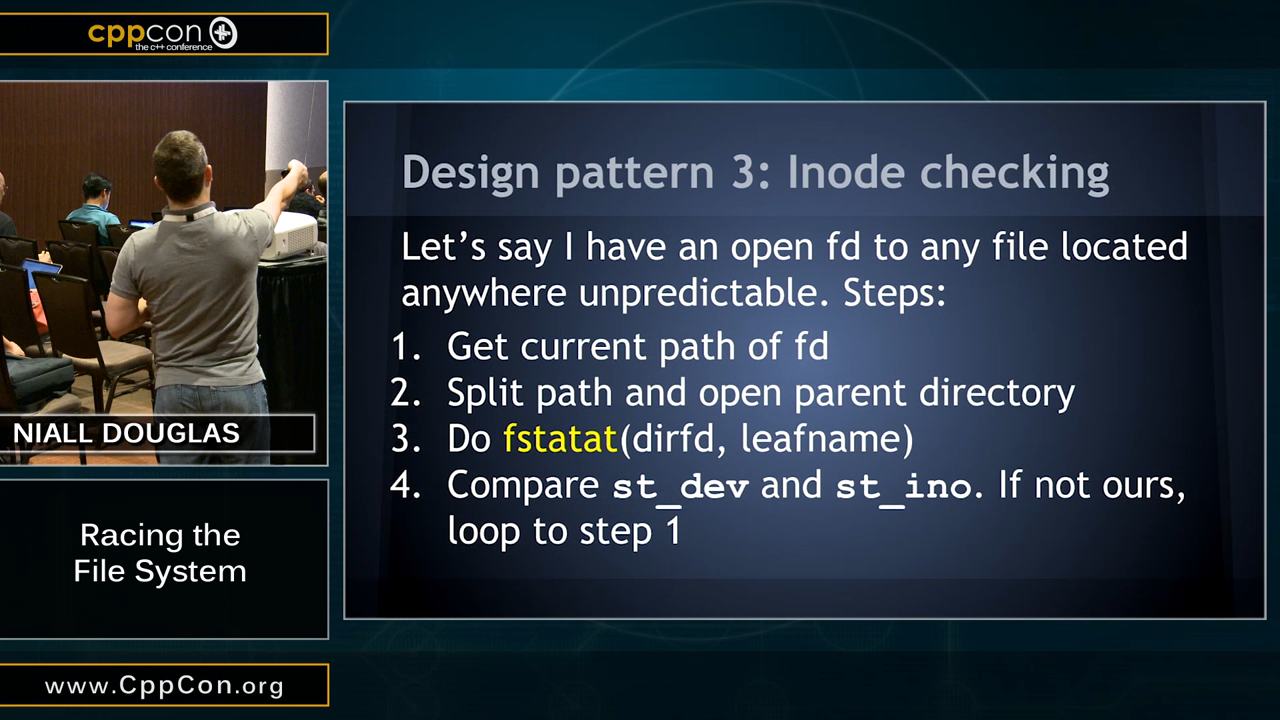 cppcon
the c++ conference
Design pattern 3: Inode checking
Let’s say I have an open fd to any file located
anywhere unpredictable. Steps:
1. Get current path of fd
2. Split path and open parent directory
3. Do fstatat(dirfd, leafname)
4. Compare st_dev and st_ino. If not ours,
loop to step 1
NIALL DOUGLAS
Racing the
File System
www.CppCon.org